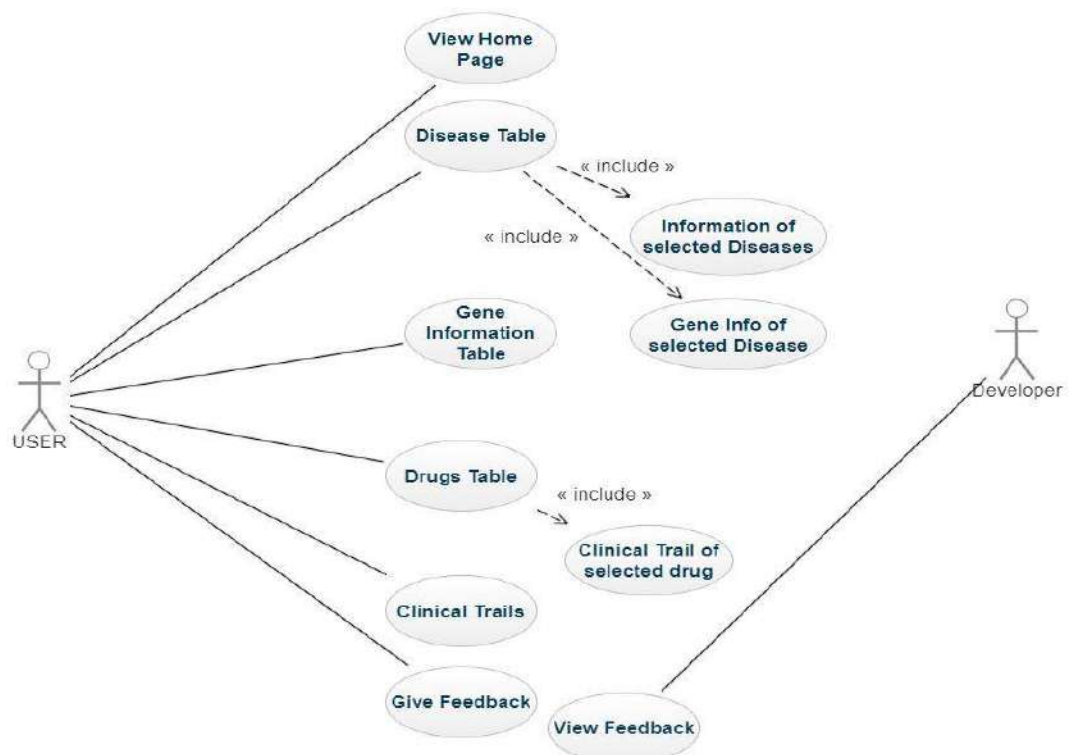 View Home
Page
Disease Table
« include »
Information of
selected Diseases
« include »
Gene
Information
Table
Gene Info of
selected Disease
USER
Developer
Drugs Table
« include »
Clinical Trail of
selected drug
Clinical Trails
Give Feedback
View Feedback